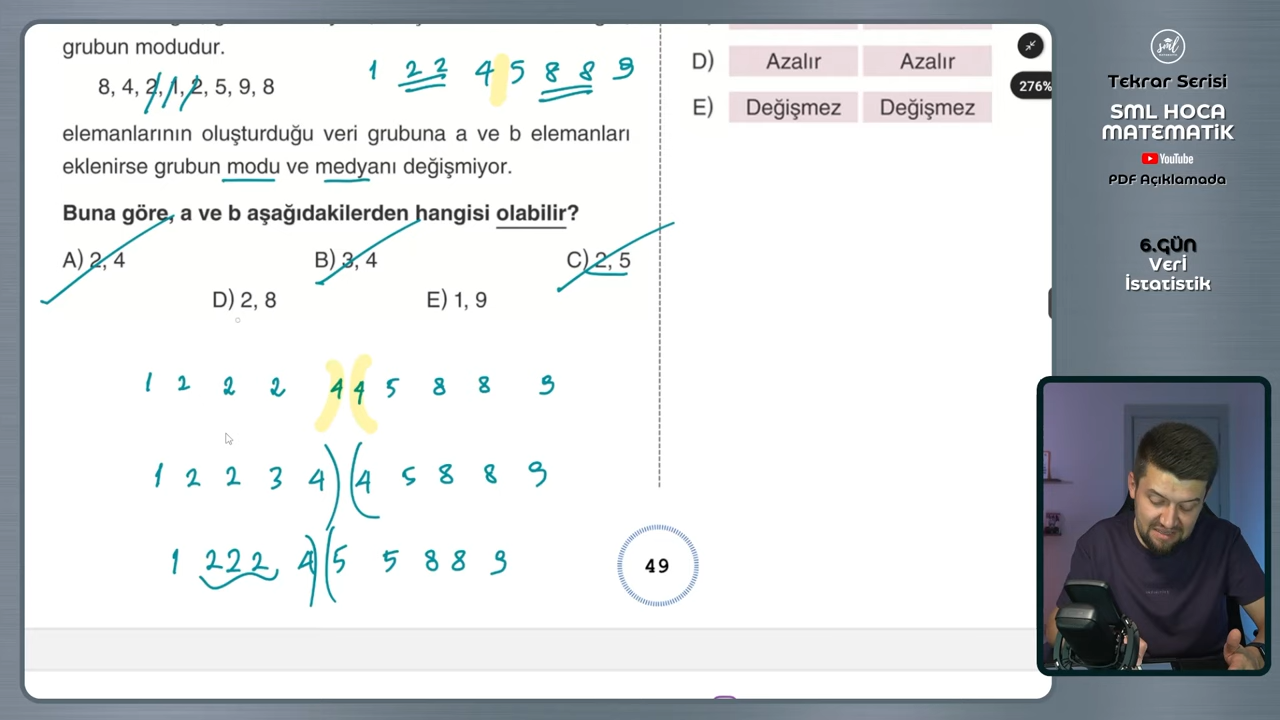 grubun modudur.
8, 4, 2, 1, 2, 5, 9, 8
1 2 2 4 5 8 8 9
elemanlarının oluşturduğu veri grubuna a ve b elemanları
eklenirse grubun modu ve medyanı değişmiyor.
Buna göre, a ve b aşağıdakilerden hangisi olabilir?
A) 2, 4
B) 3, 4
C) 2, 5
D) 2, 8
E) 1, 9
1 2 2 2 4 4 5 8 8 9
1 2 2 3 4 4 5 8 8 9
1 2 2 2 4 5 5 8 8 9
D) Azalır Azalır
E) Değişmez Değişmez
276%
49
sml
Tekrar Serisi
SML HOCA
MATEMATİK
YouTube
PDF Açıklamada
6.GÜN
Veri
İstatistik